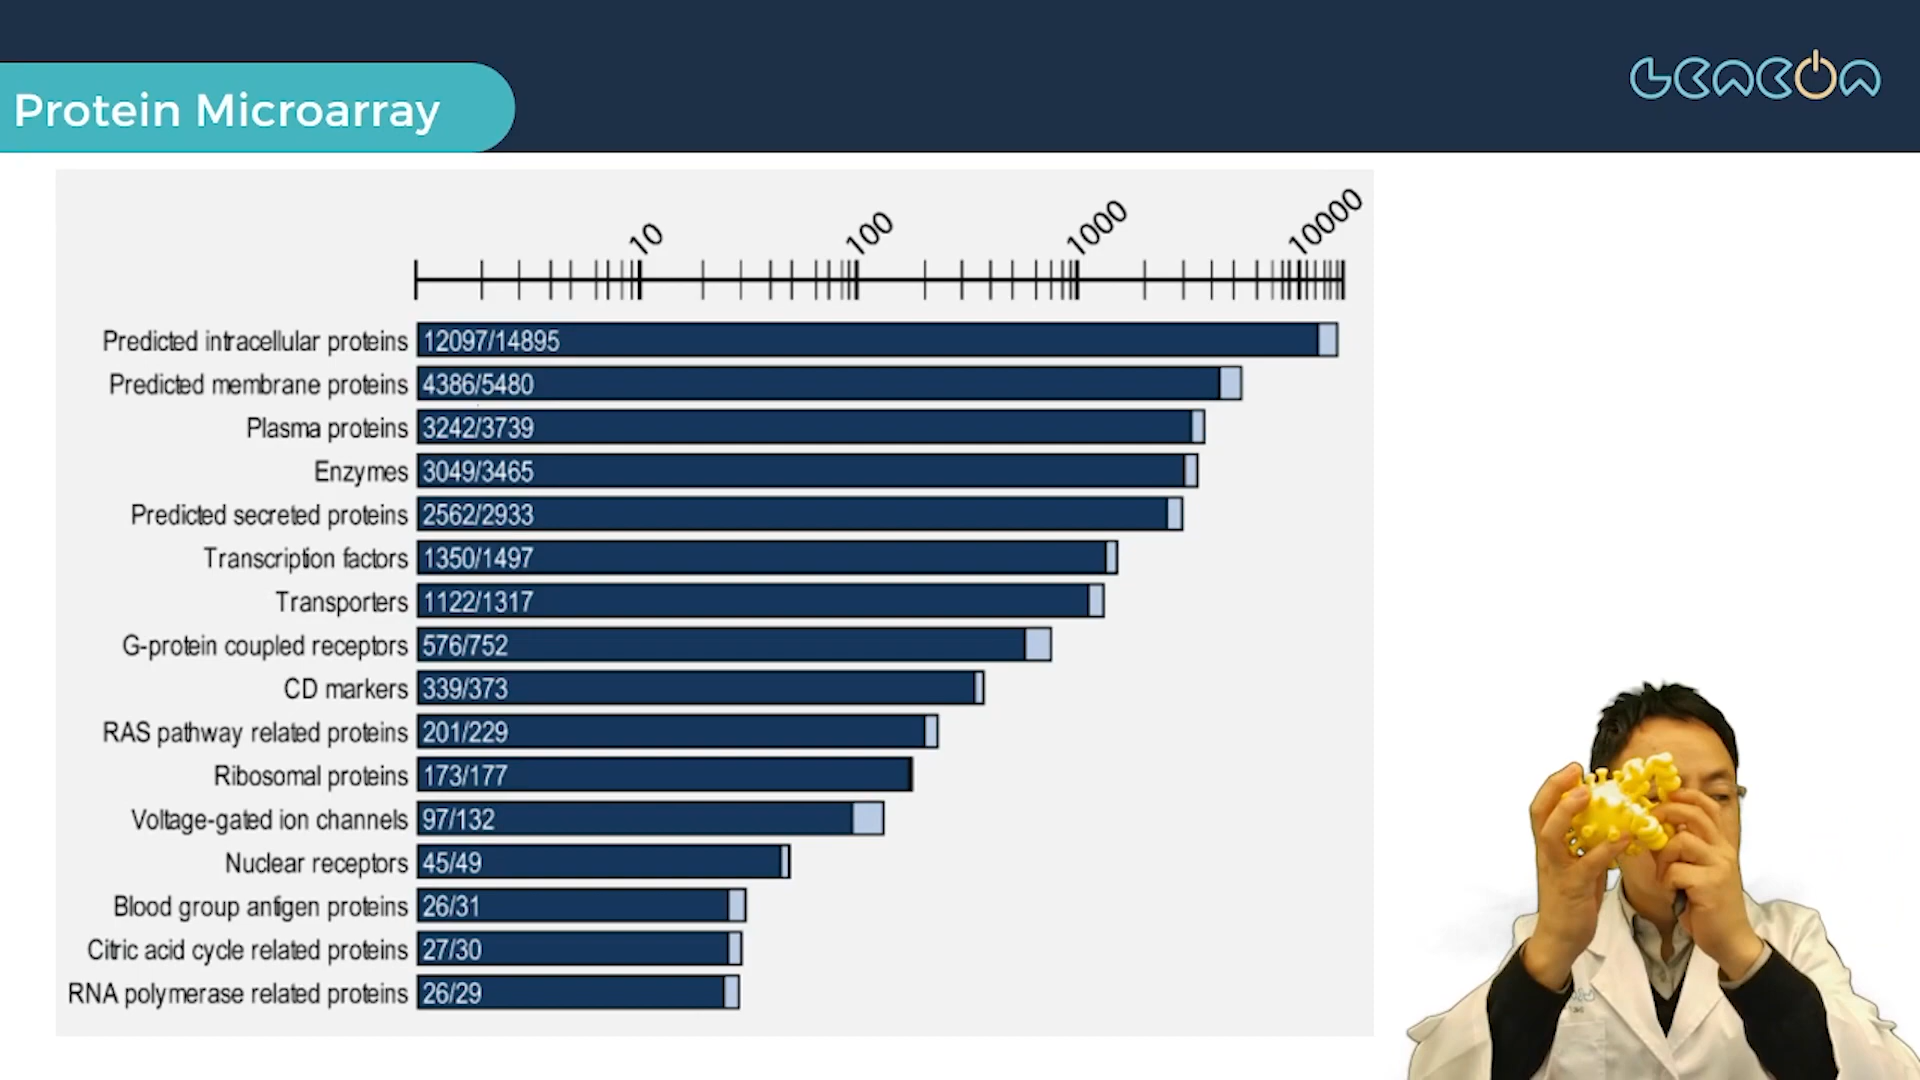 Protein Microarray
10
100
1000
10000
Predicted intracellular proteins 12097/14895
Predicted membrane proteins 4386/5480
Plasma proteins 3242/3739
Enzymes 3049/3465
Predicted secreted proteins 2562/2933
Transcription factors 1350/1497
Transporters 1122/1317
G-protein coupled receptors 576/752
CD markers 339/373
RAS pathway related proteins 201/229
Ribosomal proteins 173/177
Voltage-gated ion channels 97/132
Nuclear receptors 45/49
Blood group antigen proteins 26/31
Citric acid cycle related proteins 27/30
RNA polymerase related proteins 26/29